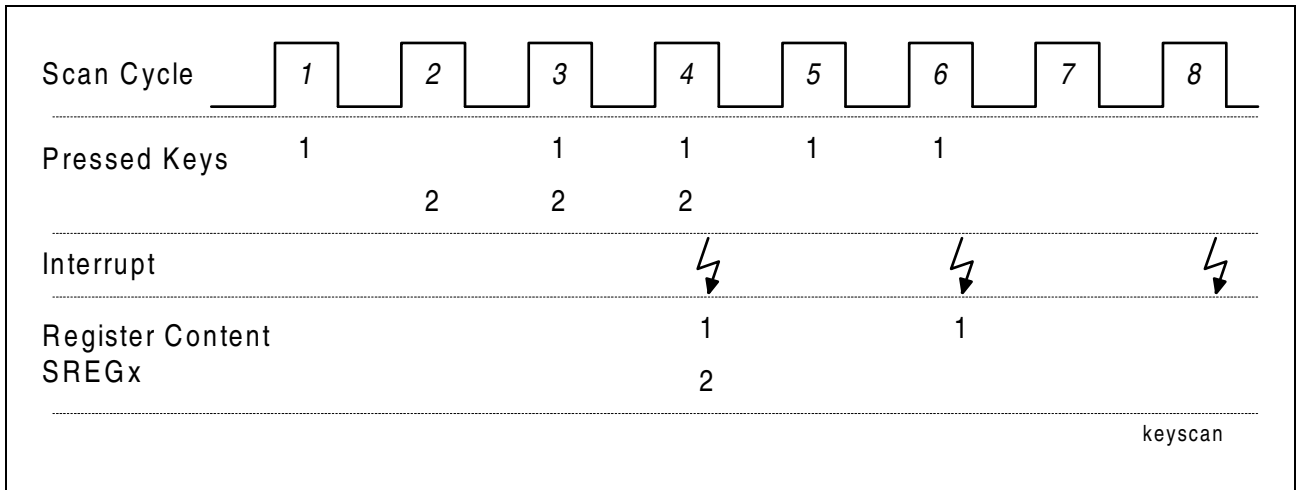 Scan Cycle 1 2 3 4 5 6 7 8
Pressed Keys 1 1 1 1 1
2 2 2
Interrupt
Register Content 1 1
SREGx 2
keyscan